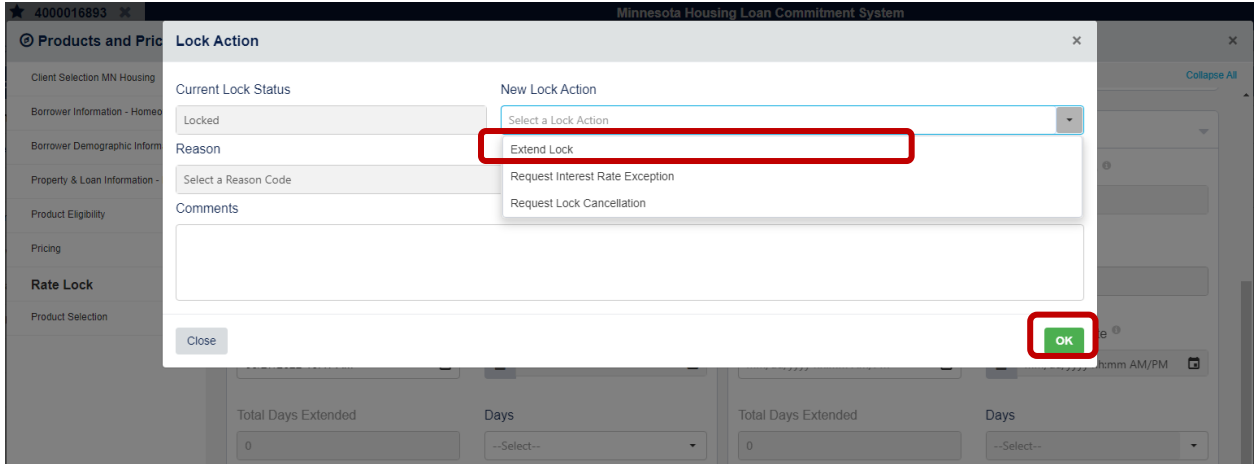 4000016893
Minnesota Housing Loan Commitment System
Products and Pric
Lock Action
Client Selection MN Housing
Collapse All
Current Lock Status
New Lock Action
Borrower Information - Homeo
Locked
Select a Lock Action
Borrower Demographic Inform
Reason
Extend Lock
Property & Loan Information -
Select a Reason Code
Request Interest Rate Exception
Comments
Request Lock Cancellation
Product Eligibility
Pricing
Rate Lock
Product Selection
Close
OK
h:mm AM/PM
Total Days Extended
Days
Total Days Extended
Days
0
--Select--
0
--Select--